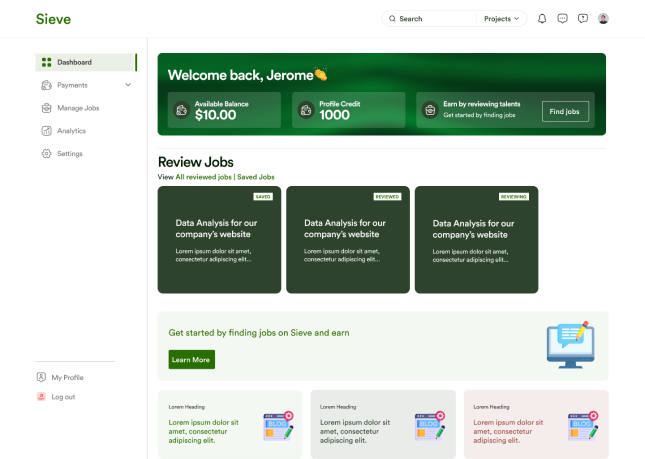 Sieve
Search
Projects
Dashboard
Payments
Manage Jobs
Analytics
Settings
My Profile
Log out
Welcome back, Jerome👏
Available Balance
$10.00
Profile Credit
1000
Earn by reviewing talents
Get started by finding jobs
Find jobs
Review Jobs
View All reviewed jobs | Saved Jobs
SAVED
Data Analysis for our
company's website
Lorem ipsum dolor sit amet,
consectetur adipiscing elit...
REVIEWED
Data Analysis for our
company's website
Lorem ipsum dolor sit amet,
consectetur adipiscing elit...
REVIEWING
Data Analysis for our
company's website
Lorem ipsum dolor sit amet,
consectetur adipiscing elit...
Get started by finding jobs on Sieve and earn
Learn More
Lorem Heading
Lorem ipsum dolor sit
amet, consectetur
adipiscing elit.
BLOG
Lorem Heading
Lorem ipsum dolor sit
amet, consectetur
adipiscing elit.
BLOG
Lorem Heading
Lorem ipsum dolor sit
amet, consectetur
adipiscing elit.
BLOG